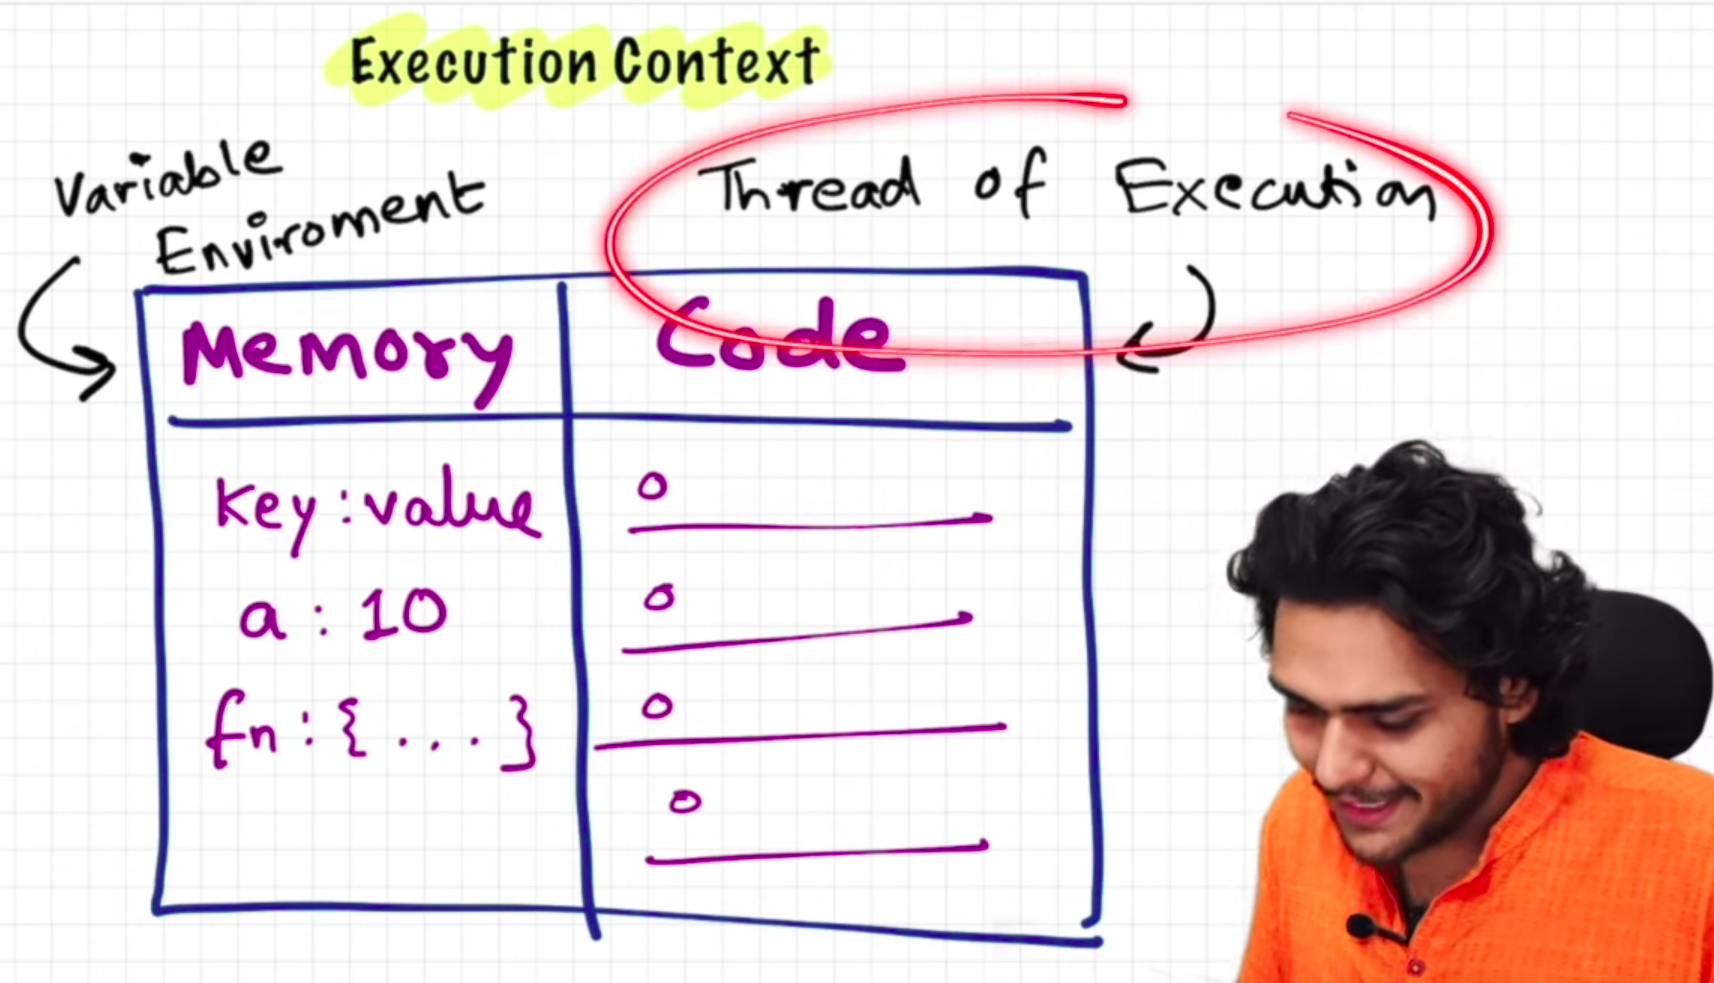 Execution Context
Variable
Enviroment
Thread of Execution
Memory
Code
key : value
a : 10
fn : { ... }